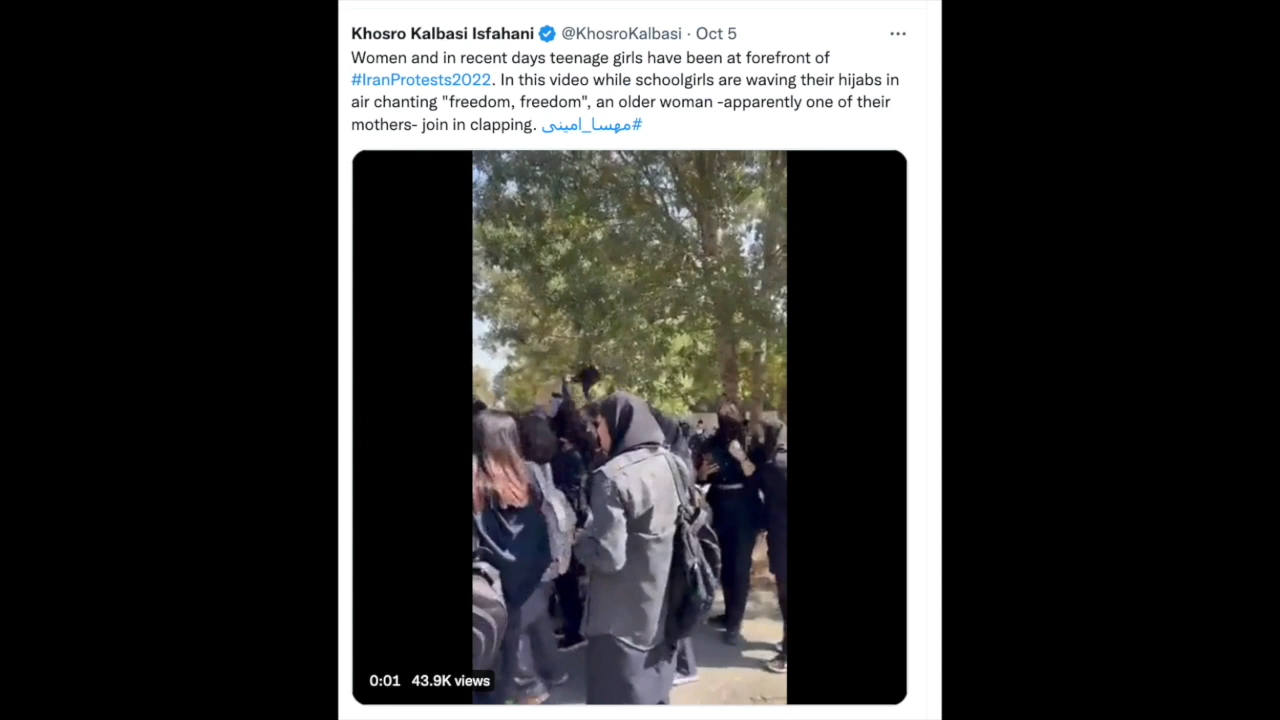 Khosro Kalbasi Isfahani @KhosroKalbasi · Oct 5
Women and in recent days teenage girls have been at forefront of
#IranProtests2022. In this video while schoolgirls are waving their hijabs in
air chanting "freedom, freedom", an older woman -apparently one of their
mothers- join in clapping. #مهسا_امینی
0:01 43.9K views